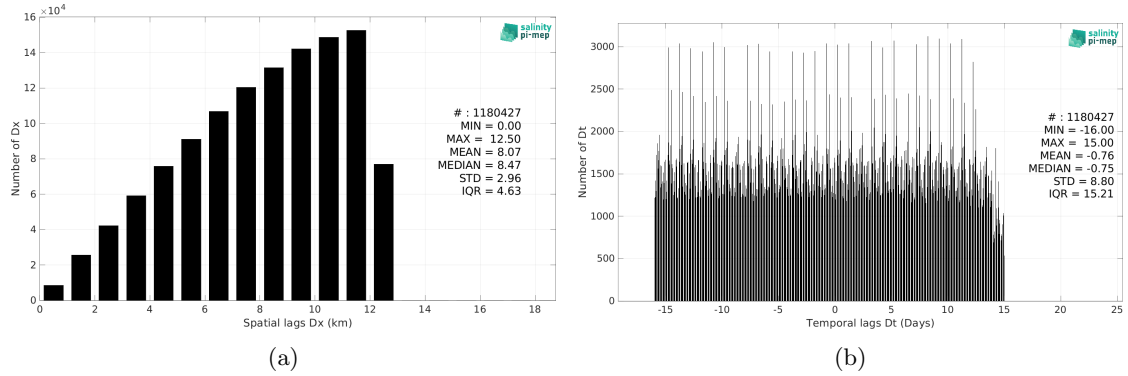 16 ×10⁴
14
12
10
8
6
4
2
0
Number of Dx
0 2 4 6 8 10 12 14 16 18
Spatial lags Dx (km)
salinity
pi-mep
# : 1180427
MIN = 0.00
MAX = 12.50
MEAN = 8.07
MEDIAN = 8.47
STD = 2.96
IQR = 4.63
(a)
3000
2500
2000
1500
1000
500
0
Number of Dt
-15 -10 -5 0 5 10 15 20 25
Temporal lags Dt (Days)
salinity
pi-mep
# : 1180427
MIN = -16.00
MAX = 15.00
MEAN = -0.76
MEDIAN = -0.75
STD = 8.80
IQR = 15.21
(b)